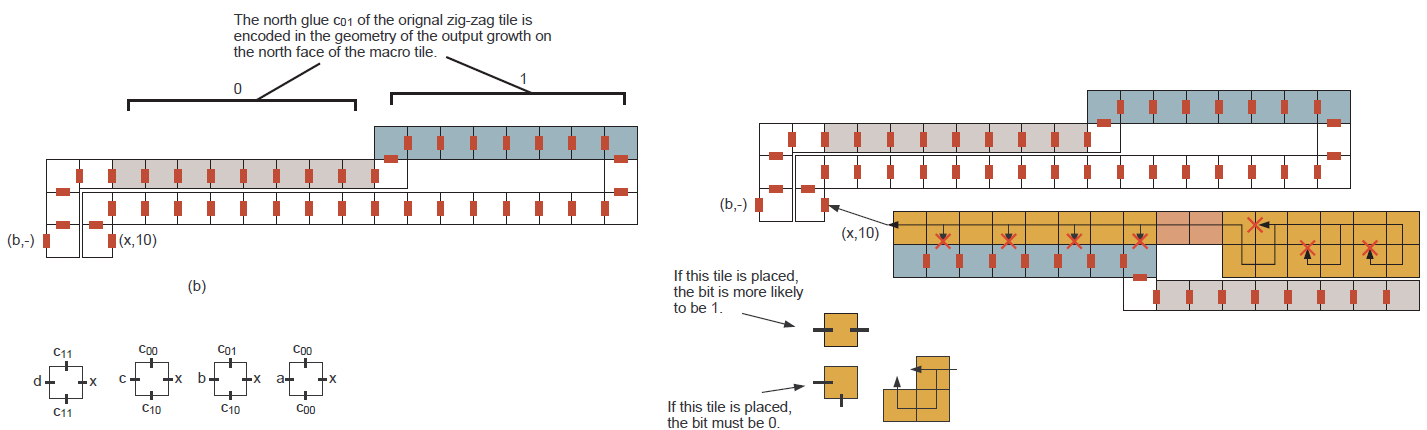 The north glue c01 of the orignal zig-zag tile is
encoded in the geometry of the output growth on
the north face of the macro tile.
0
1
(b,-)
(x,10)
(b)
c11
d
x
c11
c00
c
x
c10
c01
b
x
c10
c00
a
x
c00
(b,-)
(x,10)
If this tile is placed,
the bit is more likely
to be 1.
If this tile is placed,
the bit must be 0.